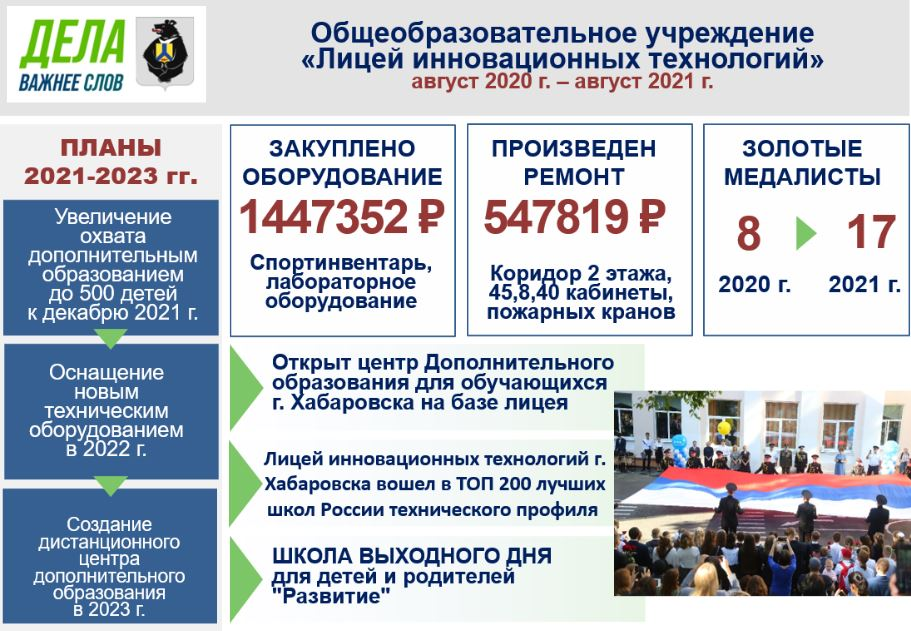 ДЕЛА
ВАЖНЕЕ СЛОВ
Общеобразовательное учреждение
«Лицей инновационных технологий»
август 2020 г. – август 2021 г.
ПЛАНЫ
2021-2023 гг.
Увеличение
охвата
дополнительным
образованием
до 500 детей
к декабрю 2021 г.
Оснащение
новым
техническим
оборудованием
в 2022 г.
Создание
дистанционного
центра
дополнительного
образования
в 2023 г.
ЗАКУПЛЕНО
ОБОРУДОВАНИЕ
1447352 ₽
Спортинвентарь,
лабораторное
оборудование
ПРОИЗВЕДЕН
РЕМОНТ
547819 ₽
Коридор 2 этажа,
45,8,40 кабинеты,
пожарных кранов
ЗОЛОТЫЕ
МЕДАЛИСТЫ
8 17
2020 г. 2021 г.
Открыт центр Дополнительного
образования для обучающихся
г. Хабаровска на базе лицея
Лицей инновационных технологий г.
Хабаровска вошел в ТОП 200 лучших
школ России технического профиля
ШКОЛА ВЫХОДНОГО ДНЯ
для детей и родителей
"Развитие"